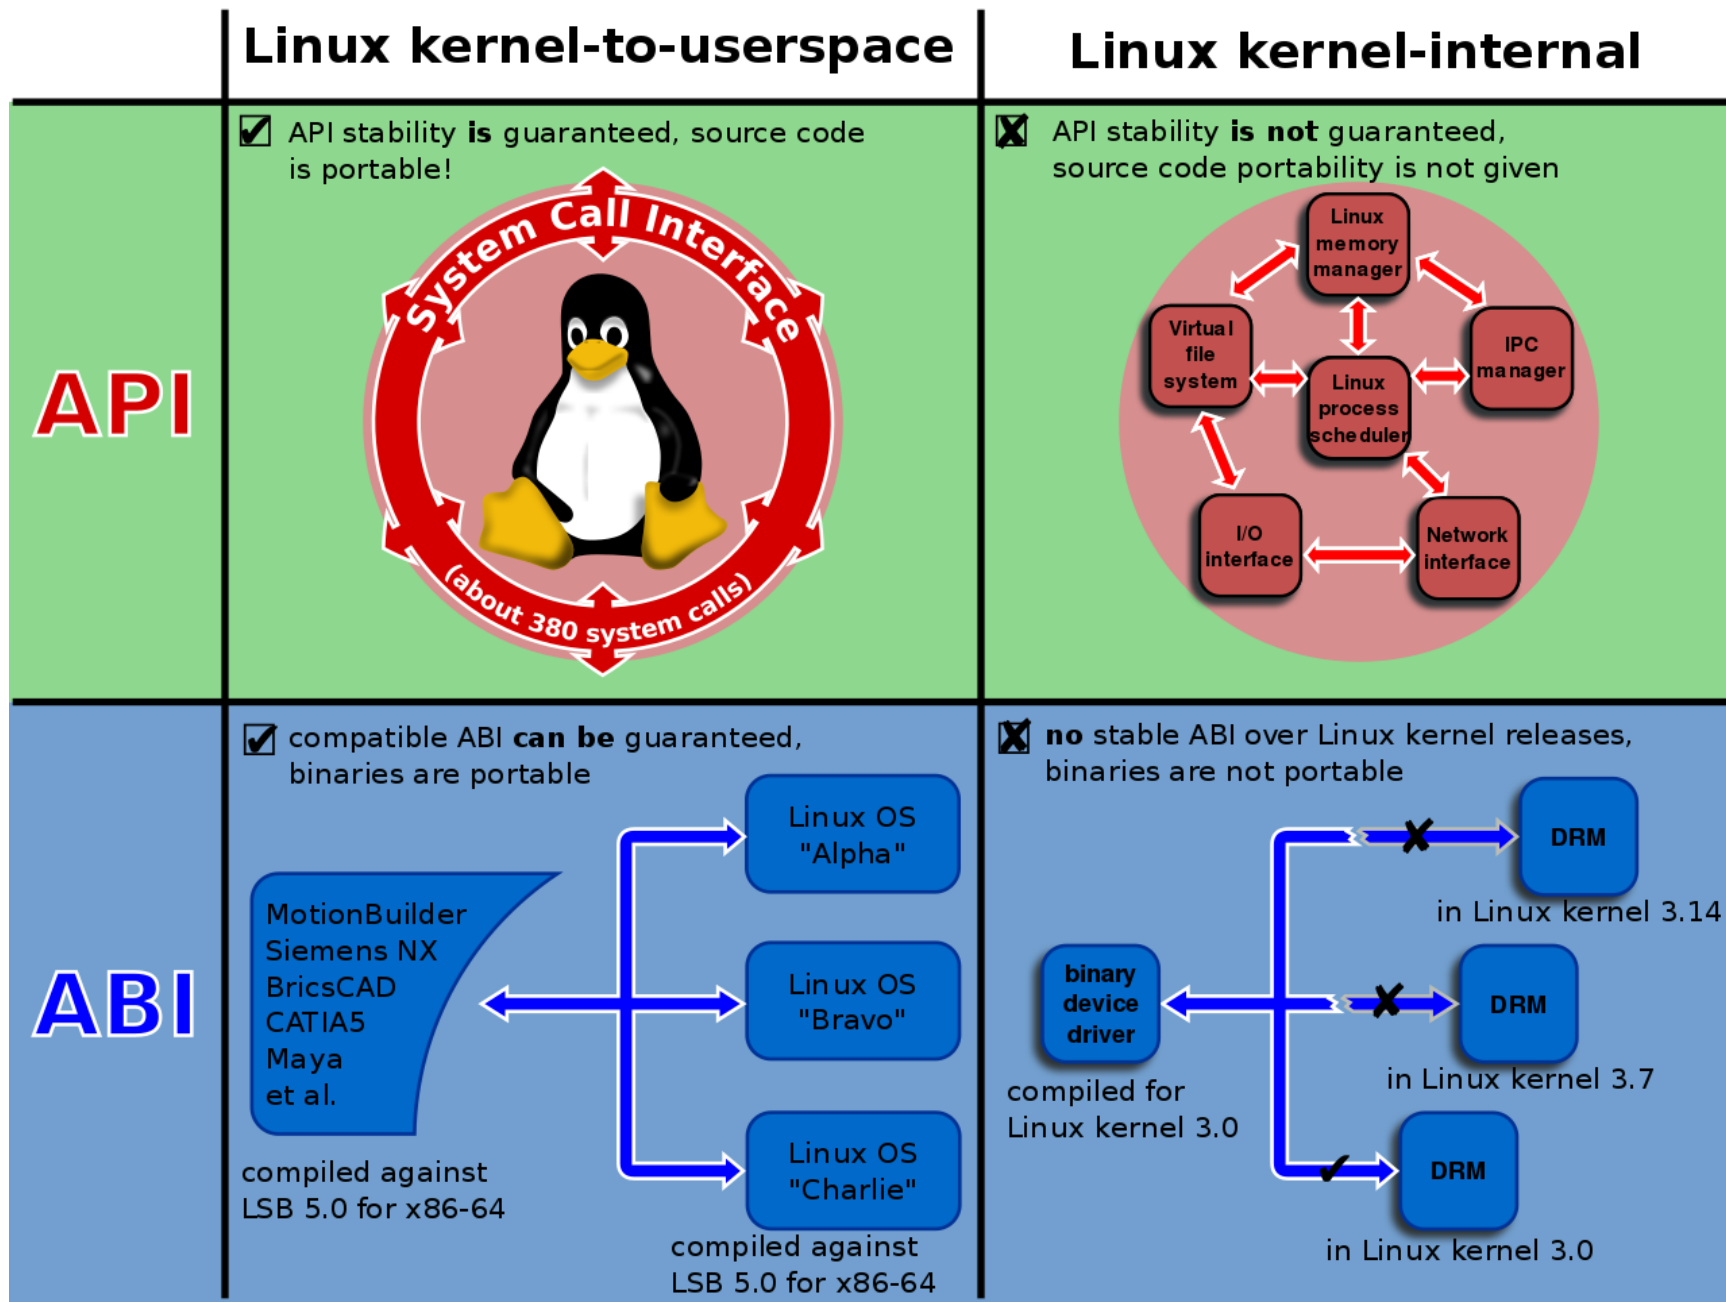 Linux kernel-to-userspace
Linux kernel-internal
API
API stability is guaranteed, source code
is portable!
System Call Interface
(about 380 system calls)
API stability is not guaranteed,
source code portability is not given
Linux
memory
manager
Virtual
file
system
IPC
manager
Linux
process
scheduler
I/O
interface
Network
interface
ABI
compatible ABI can be guaranteed,
binaries are portable
MotionBuilder
Siemens NX
BricsCAD
CATIA5
Maya
et al.
compiled against
LSB 5.0 for x86-64
Linux OS
"Alpha"
Linux OS
"Bravo"
Linux OS
"Charlie"
compiled against
LSB 5.0 for x86-64
no stable ABI over Linux kernel releases,
binaries are not portable
binary
device
driver
compiled for
Linux kernel 3.0
DRM
in Linux kernel 3.14
DRM
in Linux kernel 3.7
DRM
in Linux kernel 3.0